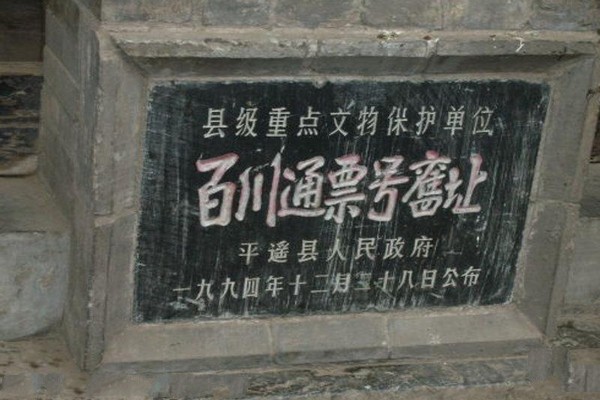 县级重点文物保护单位
百川通票号舊址
平遥县人民政府
一九九四年十二月二十八日公布